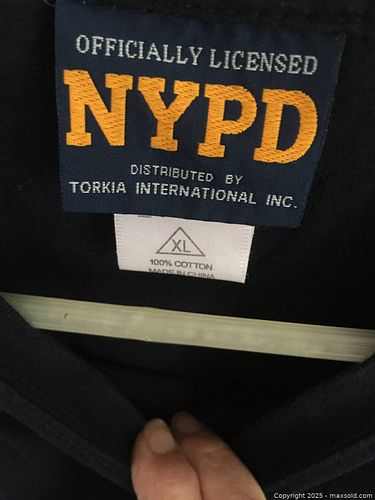 OFFICIALLY LICENSED
NYPD
DISTRIBUTED BY
TORKIA INTERNATIONAL INC.
XL
100% COTTON
MADE IN CHINA
Copyright 2025 - maxsold.com